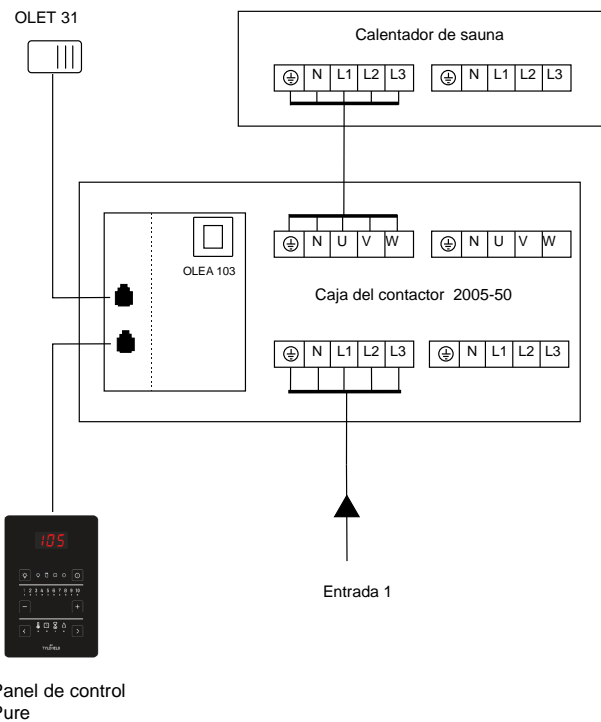 OLET 31
Calentador de sauna
N L1 L2 L3
N L1 L2 L3
N U V W
N U V W
OLEA 103
Caja del contactor 2005-50
N L1 L2 L3
N L1 L2 L3
105
1 2 3 4 5 6 7 8 9 10
Entrada 1
Panel de control
Pure